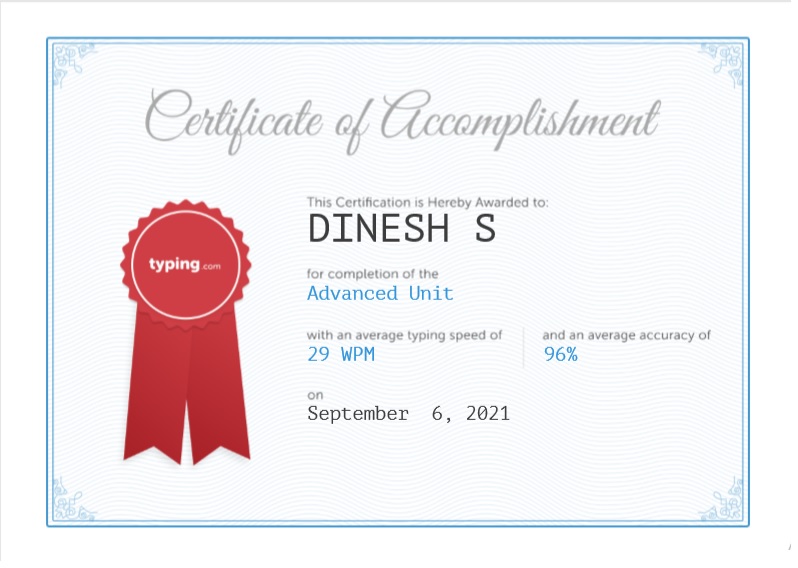 Certificate of Accomplishment
This Certification is Hereby Awarded to:
DINESH S
typing.com
for completion of the
Advanced Unit
with an average typing speed of
29 WPM
and an average accuracy of
96%
on
September 6, 2021